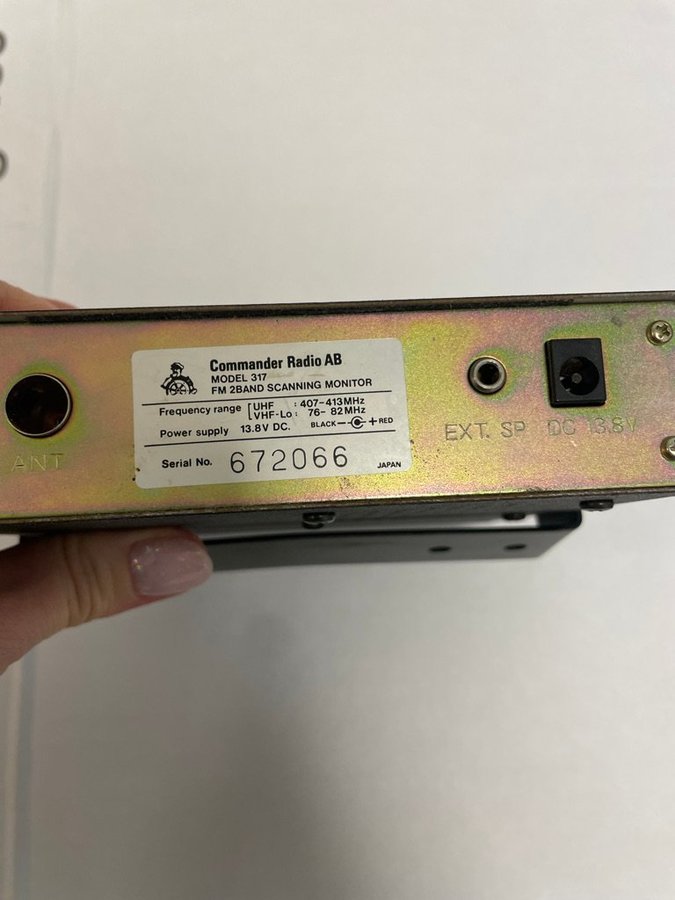 Commander Radio AB
MODEL 317
FM 2BAND SCANNING MONITOR
Frequency range [UHF : 407-413MHz
VHF-Lo : 76- 82MHz
Power supply 13.8V DC. BLACK - + RED
Serial No. 672066 JAPAN
ANT
EXT. SP DC 13.8V